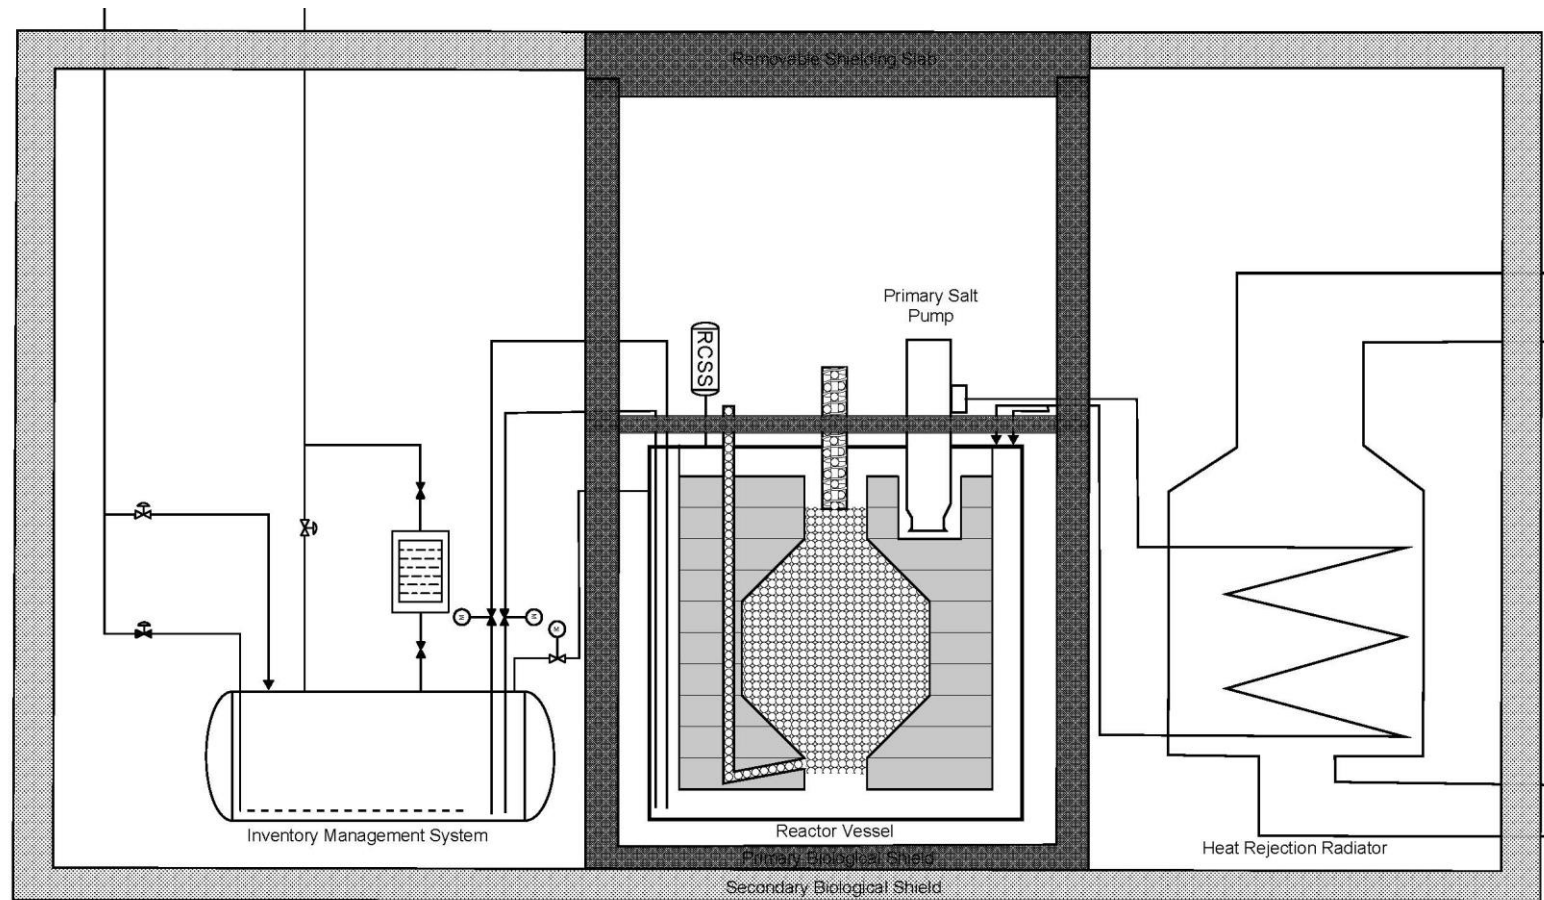 Removable Shielding Slab
Primary Salt
Pump
RCSS
M
M
M
Inventory Management System
Reactor Vessel
Heat Rejection Radiator
Primary Biological Shield
Secondary Biological Shield